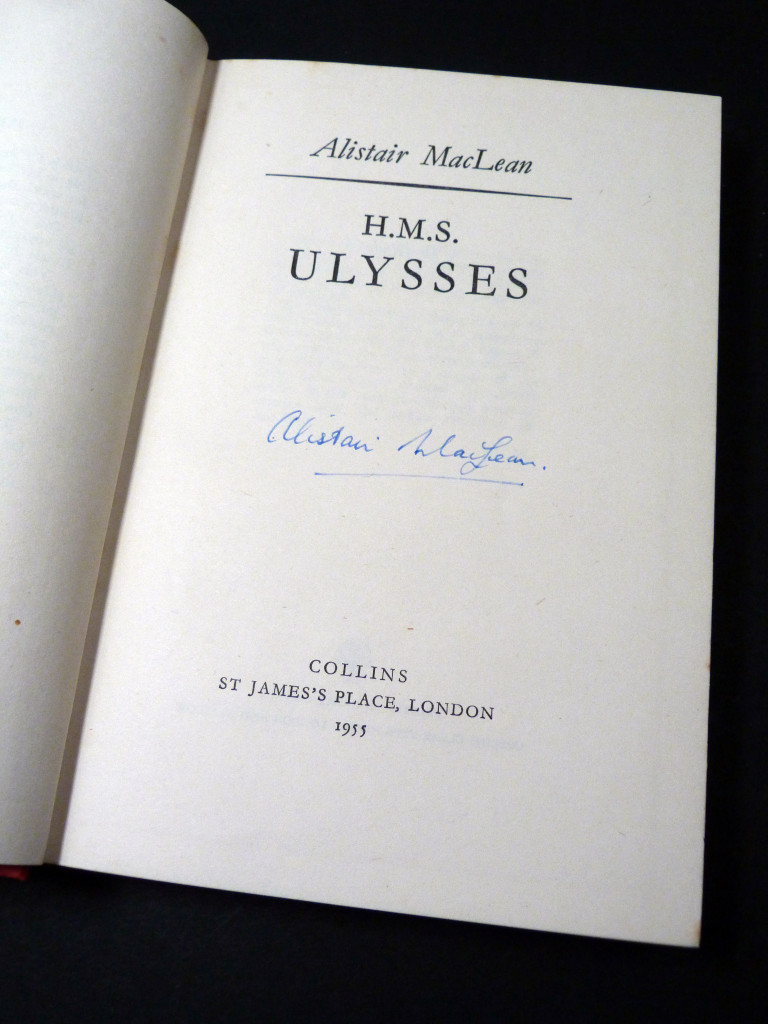 Alistair MacLean
H.M.S.
ULYSSES
Alistair MacLean.
COLLINS
ST JAMES'S PLACE, LONDON
1955